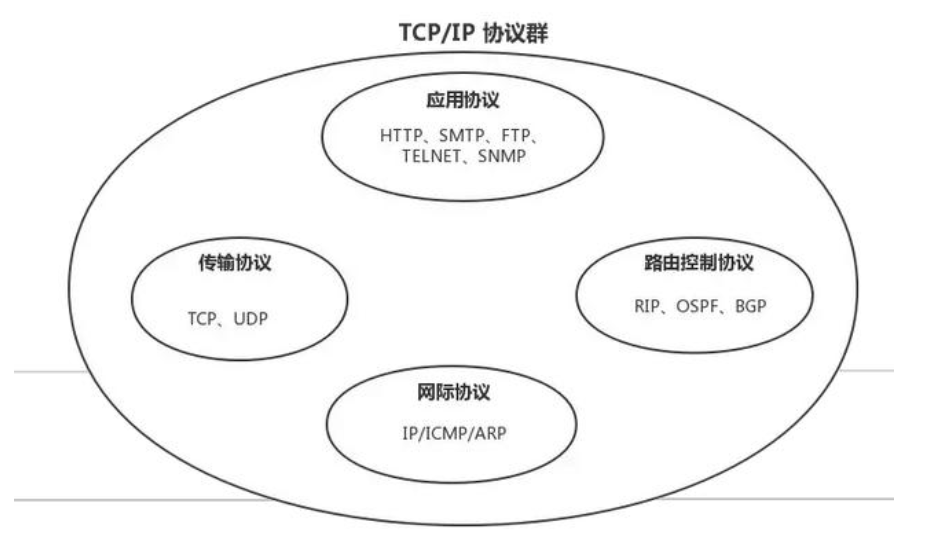 TCP/IP 协议群
应用协议
HTTP、SMTP、FTP、
TELNET、SNMP
传输协议
TCP、UDP
路由控制协议
RIP、OSPF、BGP
网际协议
IP/ICMP/ARP